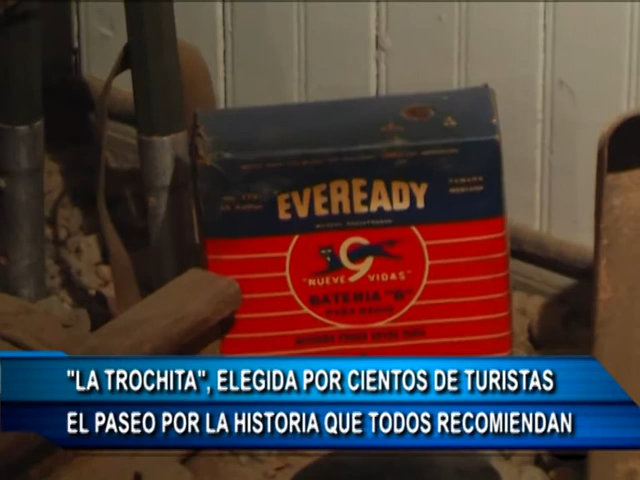 EVEREADY
9
"NUEVE VIDAS"
BATERIA "B"
"LA TROCHITA", ELEGIDA POR CIENTOS DE TURISTAS
EL PASEO POR LA HISTORIA QUE TODOS RECOMIENDAN